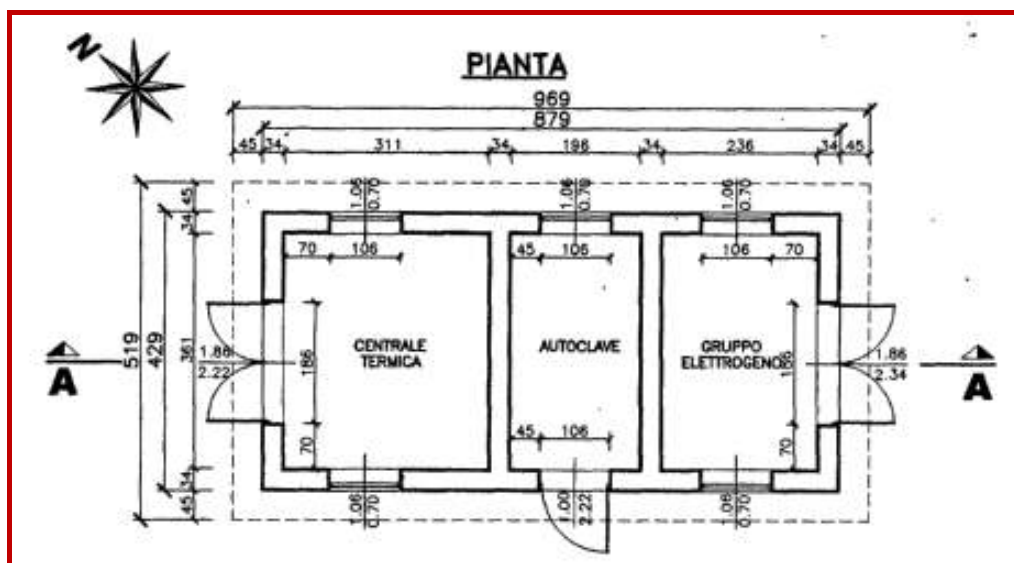 N
PIANTA
969
879
45 34 311 34 196 34 236 34 45
1.06 0.70
1.06 0.70
1.06 0.70
45
34
70 106
45 106
106 70
519
429
361
1.86
2.22
186
CENTRALE
TERMICA
AUTOCLAVE
GRUPPO
ELETTROGENO
186
1.86
2.34
A
A
70
45 106
70
34
45
1.06 0.70
1.00 2.22
1.06 0.70